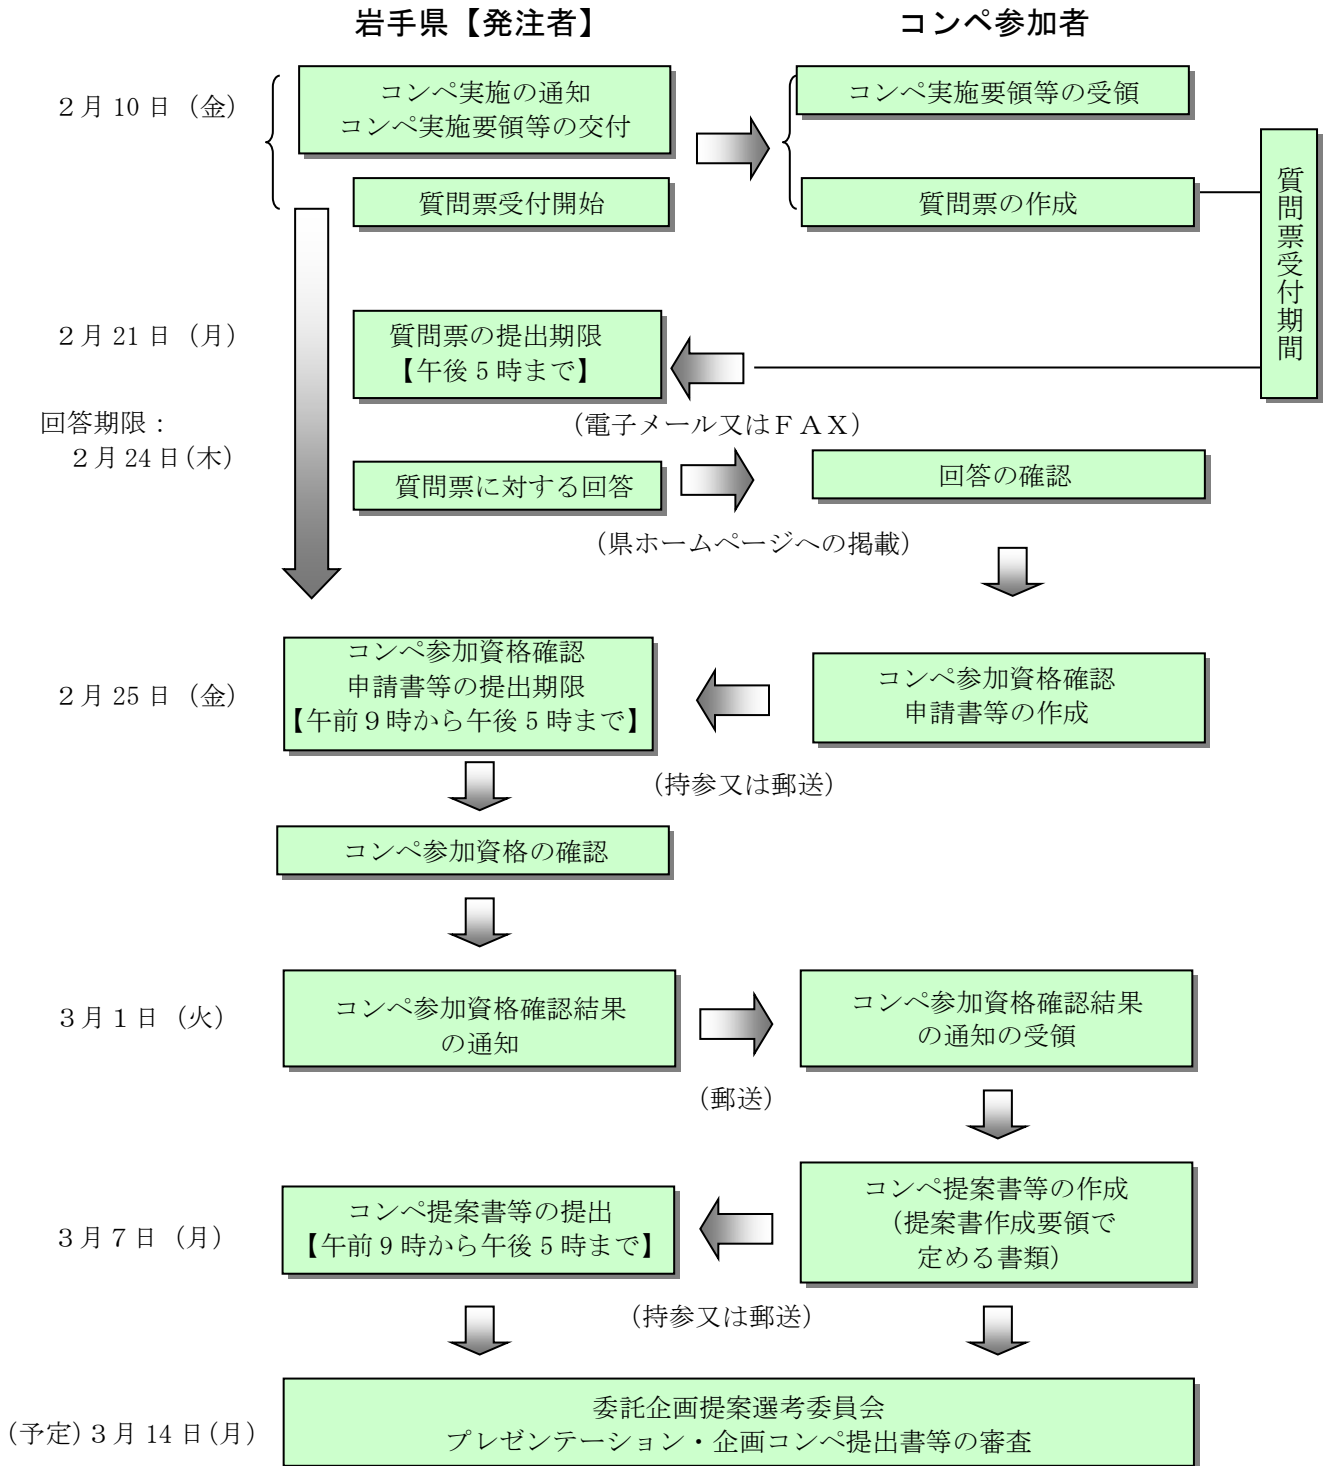 岩手県【発注者】
コンペ参加者
２月 10 日（金）
コンペ実施の通知
コンペ実施要領等の交付
コンペ実施要領等の受領
質問票受付開始
質問票の作成
質問票受付期間
２月 21 日（月）
質問票の提出期限
【午後５時まで】
（電子メール又はＦＡＸ）
回答期限：
２月 24 日（木）
質問票に対する回答
回答の確認
（県ホームページへの掲載）
２月 25 日（金）
コンペ参加資格確認
申請書等の提出期限
【午前９時から午後５時まで】
コンペ参加資格確認
申請書等の作成
（持参又は郵送）
コンペ参加資格の確認
３月１日（火）
コンペ参加資格確認結果
の通知
コンペ参加資格確認結果
の通知の受領
（郵送）
３月７日（月）
コンペ提案書等の提出
【午前９時から午後５時まで】
コンペ提案書等の作成
（提案書作成要領で
定める書類）
（持参又は郵送）
（予定）３月 14 日（月）
委託企画提案選考委員会
プレゼンテーション・企画コンペ提出書等の審査